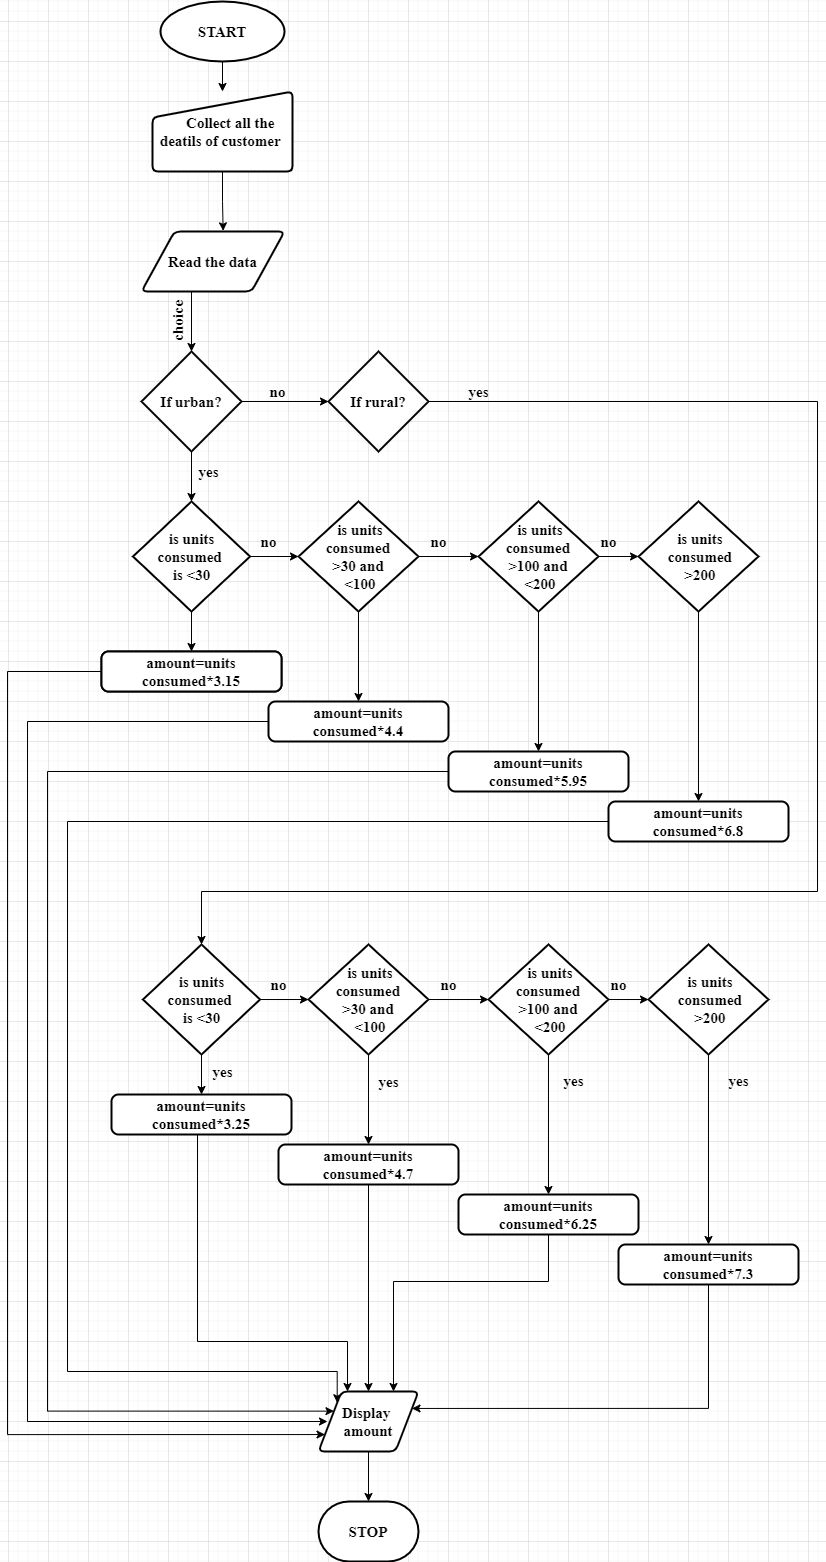 START
Collect all the
deatils of customer
Read the data
choice
If urban?
no
If rural?
yes
yes
is units
consumed
is <30
no
is units
consumed
>30 and
<100
no
is units
consumed
>100 and
<200
no
is units
consumed
>200
amount=units
consumed*3.15
amount=units
consumed*4.4
amount=units
consumed*5.95
amount=units
consumed*6.8
is units
consumed
is <30
no
is units
consumed
>30 and
<100
no
is units
consumed
>100 and
<200
no
is units
consumed
>200
yes
yes
yes
yes
amount=units
consumed*3.25
amount=units
consumed*4.7
amount=units
consumed*6.25
amount=units
consumed*7.3
Display
amount
STOP